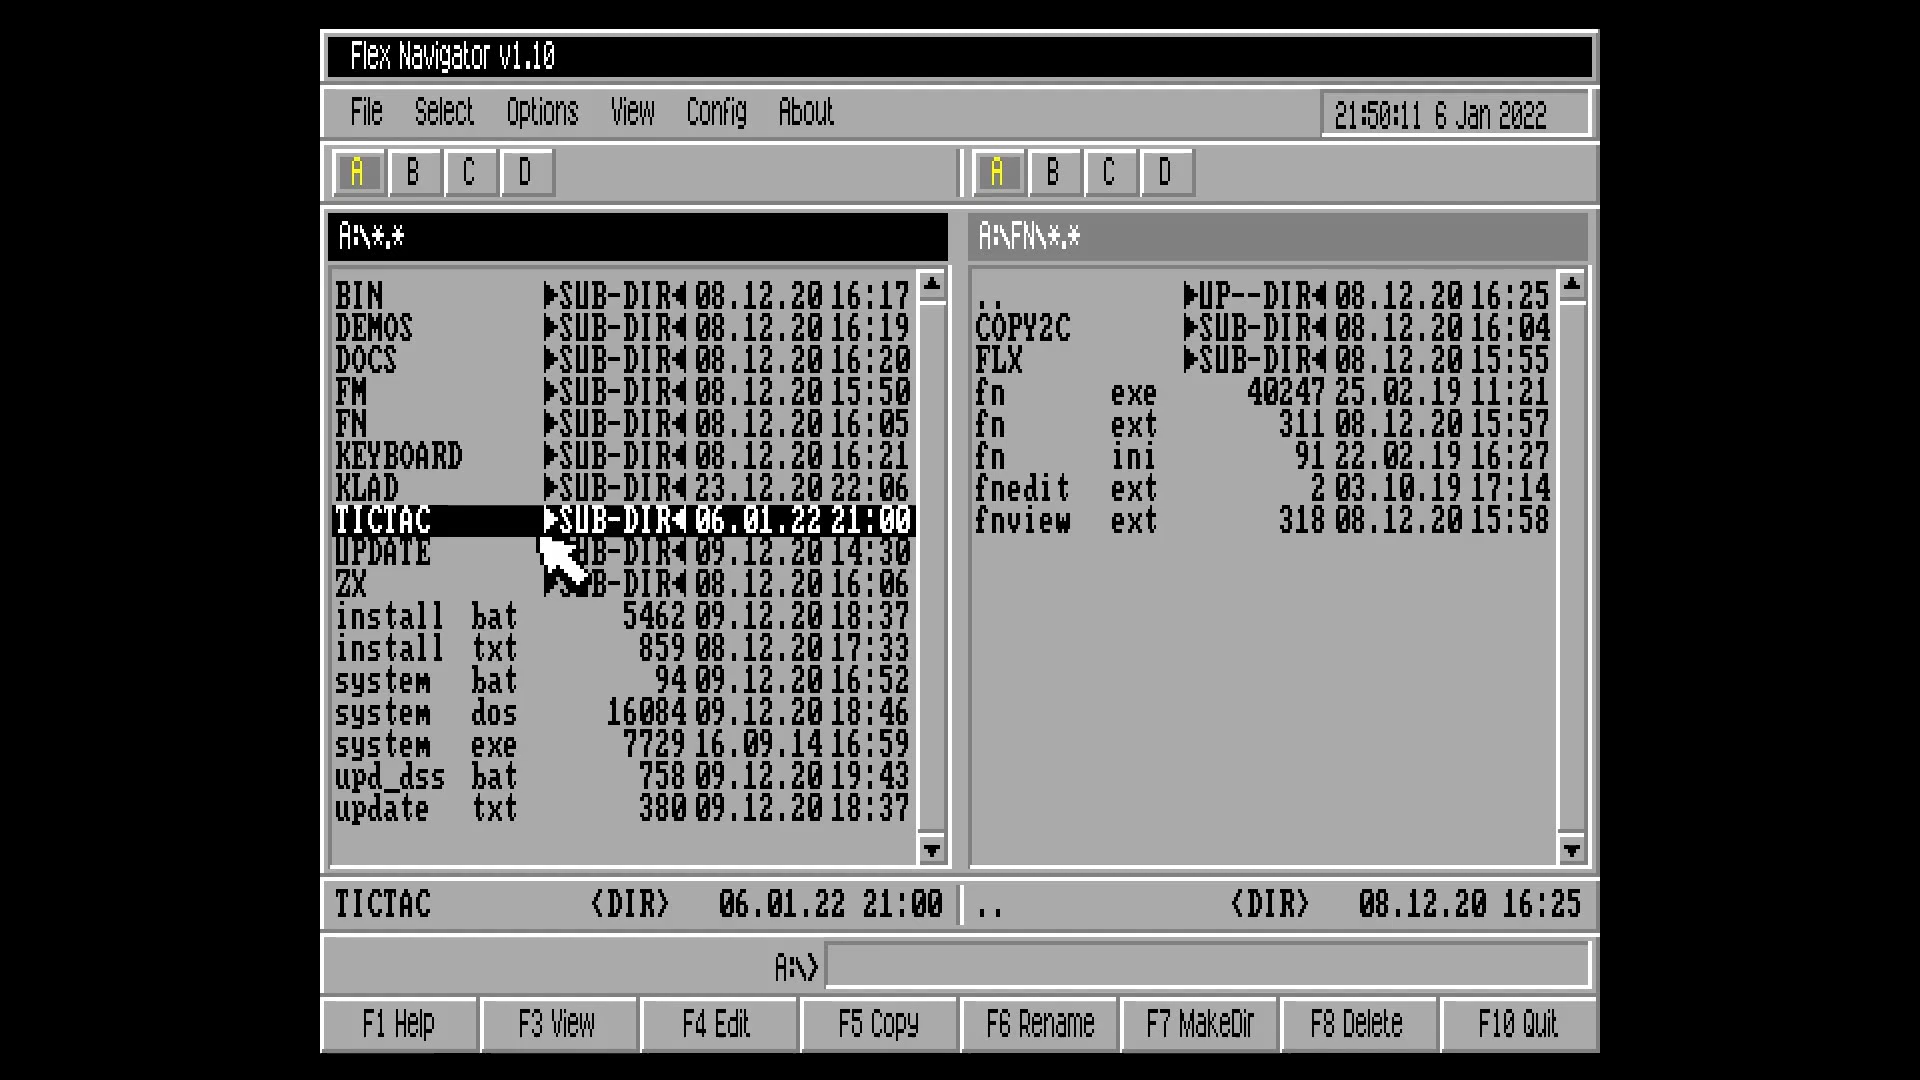 Flex Navigator v1.10
File Select Options View Config About 21:50:11 6 Jan 2022
A B C D A B C D
A:\*.* A:\FN\*.*
BIN ►SUB-DIR◄ 08.12.20 16:17
DEMOS ►SUB-DIR◄ 08.12.20 16:19
DOCS ►SUB-DIR◄ 08.12.20 16:20
FM ►SUB-DIR◄ 08.12.20 15:50
FN ►SUB-DIR◄ 08.12.20 16:05
KEYBOARD ►SUB-DIR◄ 08.12.20 16:21
KLAD ►SUB-DIR◄ 23.12.20 22:06
TICTAC ►SUB-DIR◄ 06.01.22 21:00
UPDATE UB-DIR◄ 09.12.20 14:30
ZX ►SUB-DIR◄ 08.12.20 16:06
install bat 5462 09.12.20 18:37
install txt 859 08.12.20 17:33
system bat 94 09.12.20 16:52
system dos 16084 09.12.20 18:46
system exe 7729 16.09.14 16:59
upd_dss bat 758 09.12.20 19:43
update txt 380 09.12.20 18:37
.. ►UP--DIR◄ 08.12.20 16:25
COPY2C ►SUB-DIR◄ 08.12.20 16:04
FLX ►SUB-DIR◄ 08.12.20 15:55
fn exe 40247 25.02.19 11:21
fn ext 311 08.12.20 15:57
fn ini 91 22.02.19 16:27
fnedit ext 2 03.10.19 17:14
fnview ext 318 08.12.20 15:58
TICTAC <DIR> 06.01.22 21:00
.. <DIR> 08.12.20 16:25
A:\>
F1 Help F3 View F4 Edit F5 Copy F6 Rename F7 MakeDir F8 Delete F10 Quit